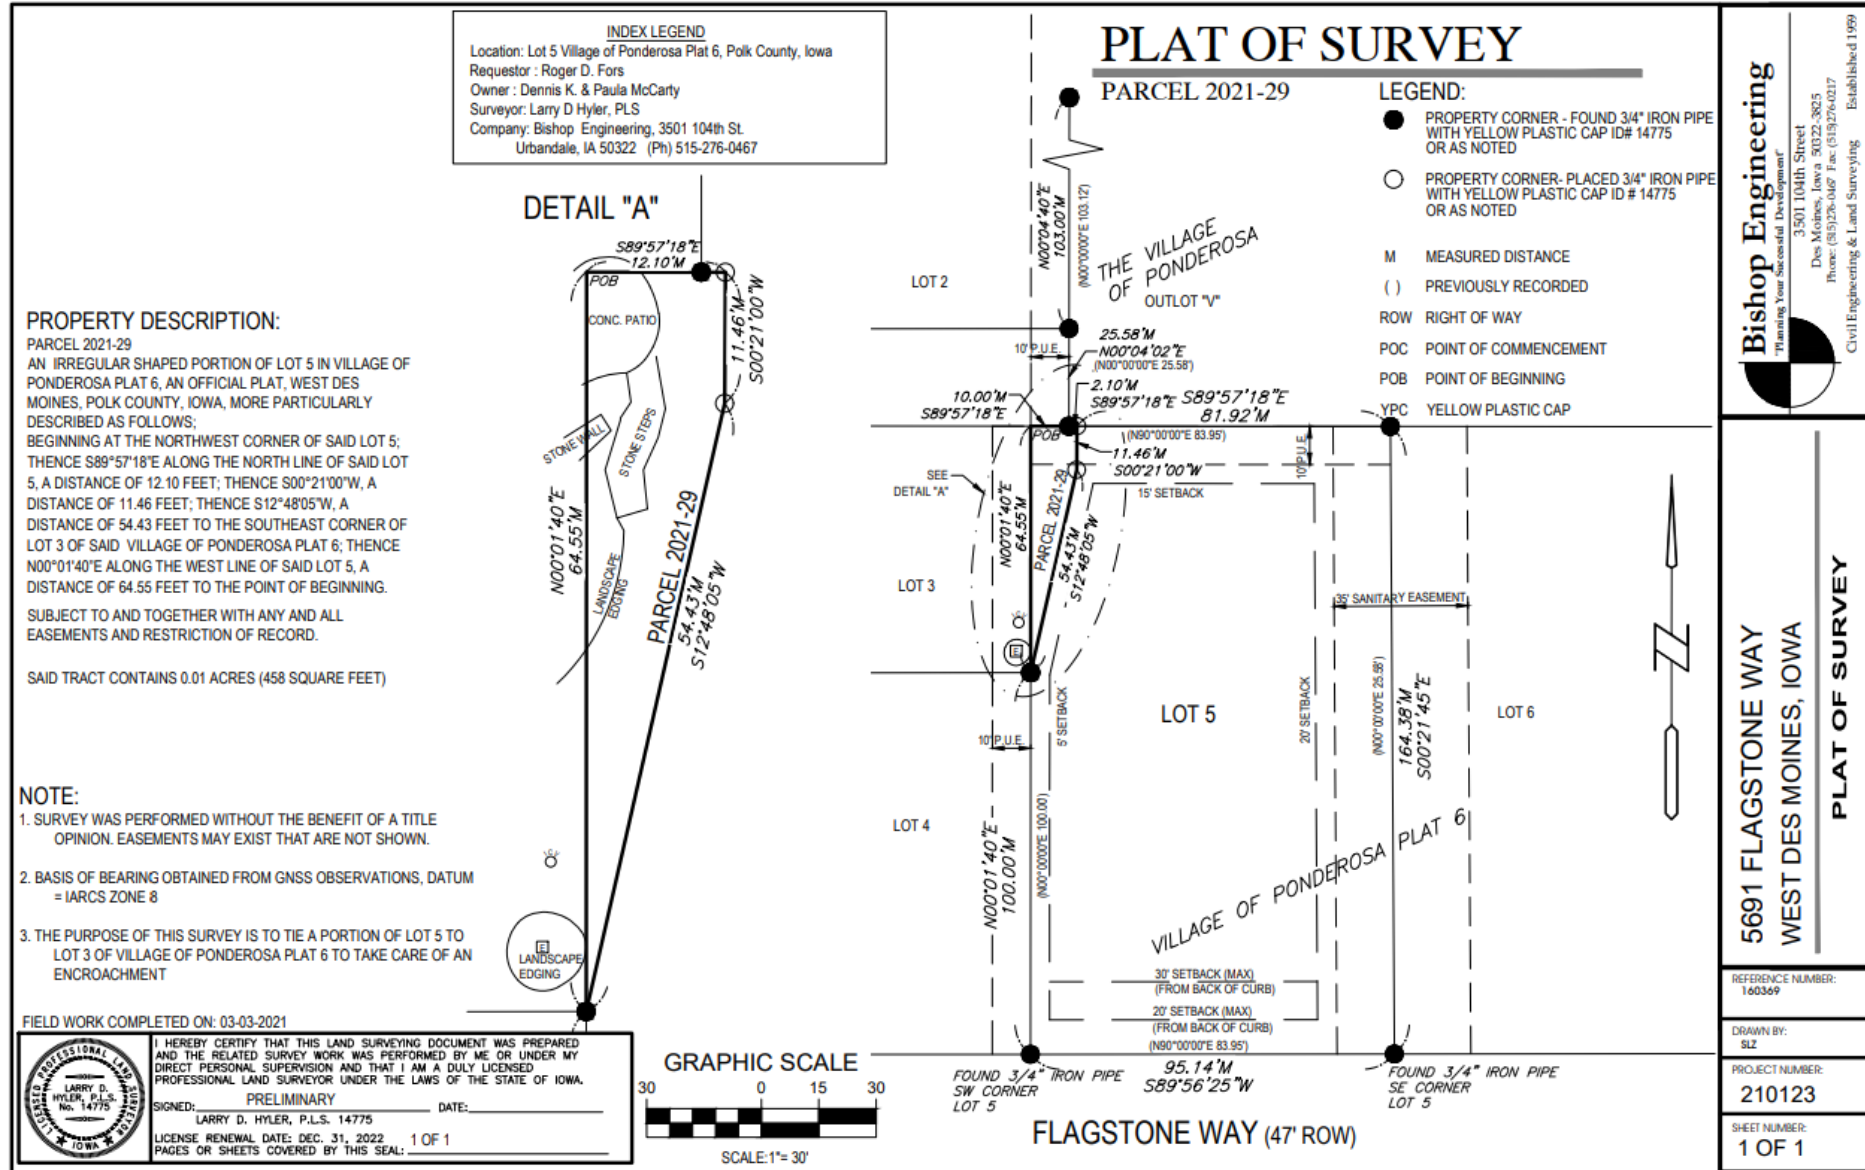 INDEX LEGEND
Location: Lot 5 Village of Ponderosa Plat 6, Polk County, Iowa
Requestor : Roger D. Fors
Owner : Dennis K. & Paula McCarty
Surveyor: Larry D Hyler, PLS
Company: Bishop Engineering, 3501 104th St.
Urbandale, IA 50322 (Ph) 515-276-0467
PLAT OF SURVEY
PARCEL 2021-29
LEGEND:
PROPERTY CORNER - FOUND 3/4" IRON PIPE
WITH YELLOW PLASTIC CAP ID# 14775
OR AS NOTED
PROPERTY CORNER- PLACED 3/4" IRON PIPE
WITH YELLOW PLASTIC CAP ID # 14775
OR AS NOTED
M MEASURED DISTANCE
( ) PREVIOUSLY RECORDED
ROW RIGHT OF WAY
POC POINT OF COMMENCEMENT
POB POINT OF BEGINNING
YPC YELLOW PLASTIC CAP
DETAIL "A"
S89°57'18"E
12.10'M
POB
CONC. PATIO
11.46'M
S00°21'00"W
STONE WALL
STONE STEPS
N00°01'40"E
64.55'M
LANDSCAPE
EDGING
PARCEL 2021-29
54.43'M
S12°48'05"W
E
LANDSCAPE
EDGING
PROPERTY DESCRIPTION:
PARCEL 2021-29
AN IRREGULAR SHAPED PORTION OF LOT 5 IN VILLAGE OF
PONDEROSA PLAT 6, AN OFFICIAL PLAT, WEST DES
MOINES, POLK COUNTY, IOWA, MORE PARTICULARLY
DESCRIBED AS FOLLOWS;
BEGINNING AT THE NORTHWEST CORNER OF SAID LOT 5;
THENCE S89°57'18"E ALONG THE NORTH LINE OF SAID LOT
5, A DISTANCE OF 12.10 FEET; THENCE S00°21'00"W, A
DISTANCE OF 11.46 FEET; THENCE S12°48'05"W, A
DISTANCE OF 54.43 FEET TO THE SOUTHEAST CORNER OF
LOT 3 OF SAID VILLAGE OF PONDEROSA PLAT 6; THENCE
N00°01'40"E ALONG THE WEST LINE OF SAID LOT 5, A
DISTANCE OF 64.55 FEET TO THE POINT OF BEGINNING.
SUBJECT TO AND TOGETHER WITH ANY AND ALL
EASEMENTS AND RESTRICTION OF RECORD.
SAID TRACT CONTAINS 0.01 ACRES (458 SQUARE FEET)
NOTE:
1. SURVEY WAS PERFORMED WITHOUT THE BENEFIT OF A TITLE
OPINION. EASEMENTS MAY EXIST THAT ARE NOT SHOWN.
2. BASIS OF BEARING OBTAINED FROM GNSS OBSERVATIONS, DATUM
= IARCS ZONE 8
3. THE PURPOSE OF THIS SURVEY IS TO TIE A PORTION OF LOT 5 TO
LOT 3 OF VILLAGE OF PONDEROSA PLAT 6 TO TAKE CARE OF AN
ENCROACHMENT
FIELD WORK COMPLETED ON: 03-03-2021
LICENSED PROFESSIONAL LAND SURVEYOR
LARRY D.
HYLER, P.L.S.
No. 14775
IOWA
I HEREBY CERTIFY THAT THIS LAND SURVEYING DOCUMENT WAS PREPARED
AND THE RELATED SURVEY WORK WAS PERFORMED BY ME OR UNDER MY
DIRECT PERSONAL SUPERVISION AND THAT I AM A DULY LICENSED
PROFESSIONAL LAND SURVEYOR UNDER THE LAWS OF THE STATE OF IOWA.
SIGNED: PRELIMINARY DATE:
LARRY D. HYLER, P.L.S. 14775
LICENSE RENEWAL DATE: DEC. 31, 2022
PAGES OR SHEETS COVERED BY THIS SEAL: 1 OF 1
GRAPHIC SCALE
30 0 15 30
SCALE:1"= 30'
N00°04'40"E
103.00'M
(N00°00'00"E 103.12')
THE VILLAGE
OF PONDEROSA
OUTLOT "V"
LOT 2
10' P.U.E.
25.58'M
N00°04'02"E
(N00°00'00"E 25.58')
10.00'M
S89°57'18"E
2.10'M
S89°57'18"E
S89°57'18"E
81.92'M
POB
(N90°00'00"E 83.95')
11.46'M
S00°21'00"W
10' P.U.E.
SEE
DETAIL "A"
15' SETBACK
N00°01'40"E
64.55'M
PARCEL 2021-29
54.43'M
S12°48'05"W
LOT 3
35' SANITARY EASEMENT
E
LOT 5
5' SETBACK
20' SETBACK
(N00°00'00"E 25.58')
164.38'M
S00°21'45"E
LOT 6
10' P.U.E.
LOT 4
N00°01'40"E
100.00'M
(N00°00'00"E 100.00')
VILLAGE OF PONDEROSA PLAT 6
30' SETBACK (MAX)
(FROM BACK OF CURB)
20' SETBACK (MAX)
(FROM BACK OF CURB)
(N90°00'00"E 83.95')
95.14'M
S89°56'25"W
FOUND 3/4" IRON PIPE
SW CORNER
LOT 5
FOUND 3/4" IRON PIPE
SE CORNER
LOT 5
FLAGSTONE WAY (47' ROW)
N
Bishop Engineering
"Planning Your Successful Development"
3501 104th Street
Des Moines, Iowa 50322-3825
Phone: (515)276-0467 Fax: (515)276-0217
Civil Engineering & Land Surveying Established 1959
5691 FLAGSTONE WAY
WEST DES MOINES, IOWA
PLAT OF SURVEY
REFERENCE NUMBER:
160369
DRAWN BY:
SLZ
PROJECT NUMBER:
210123
SHEET NUMBER:
1 OF 1